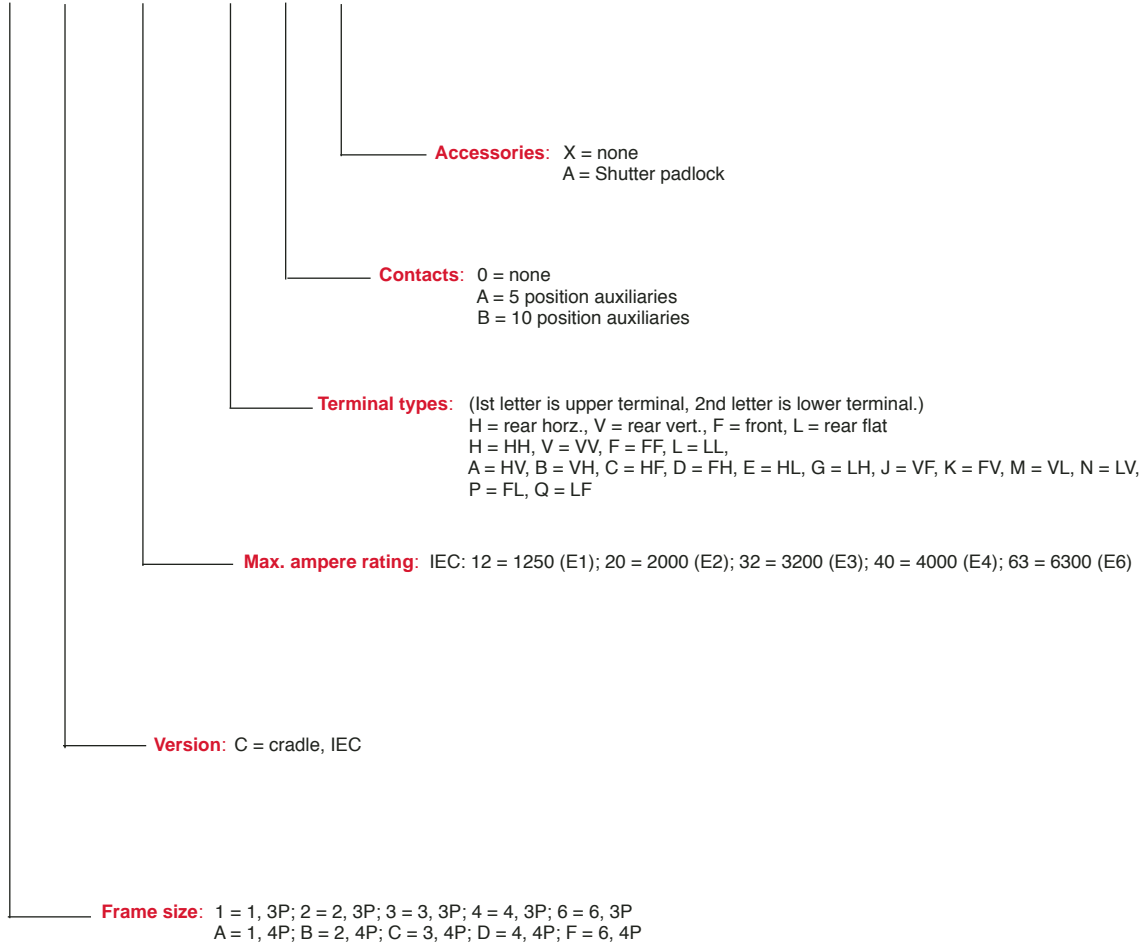 Accessories: X = none
A = Shutter padlock
Contacts: 0 = none
A = 5 position auxiliaries
B = 10 position auxiliaries
Terminal types: (Ist letter is upper terminal, 2nd letter is lower terminal.)
H = rear horz., V = rear vert., F = front, L = rear flat
H = HH, V = VV, F = FF, L = LL,
A = HV, B = VH, C = HF, D = FH, E = HL, G = LH, J = VF, K = FV, M = VL, N = LV,
P = FL, Q = LF
Max. ampere rating: IEC: 12 = 1250 (E1); 20 = 2000 (E2); 32 = 3200 (E3); 40 = 4000 (E4); 63 = 6300 (E6)
Version: C = cradle, IEC
Frame size: 1 = 1, 3P; 2 = 2, 3P; 3 = 3, 3P; 4 = 4, 3P; 6 = 6, 3P
A = 1, 4P; B = 2, 4P; C = 3, 4P; D = 4, 4P; F = 6, 4P